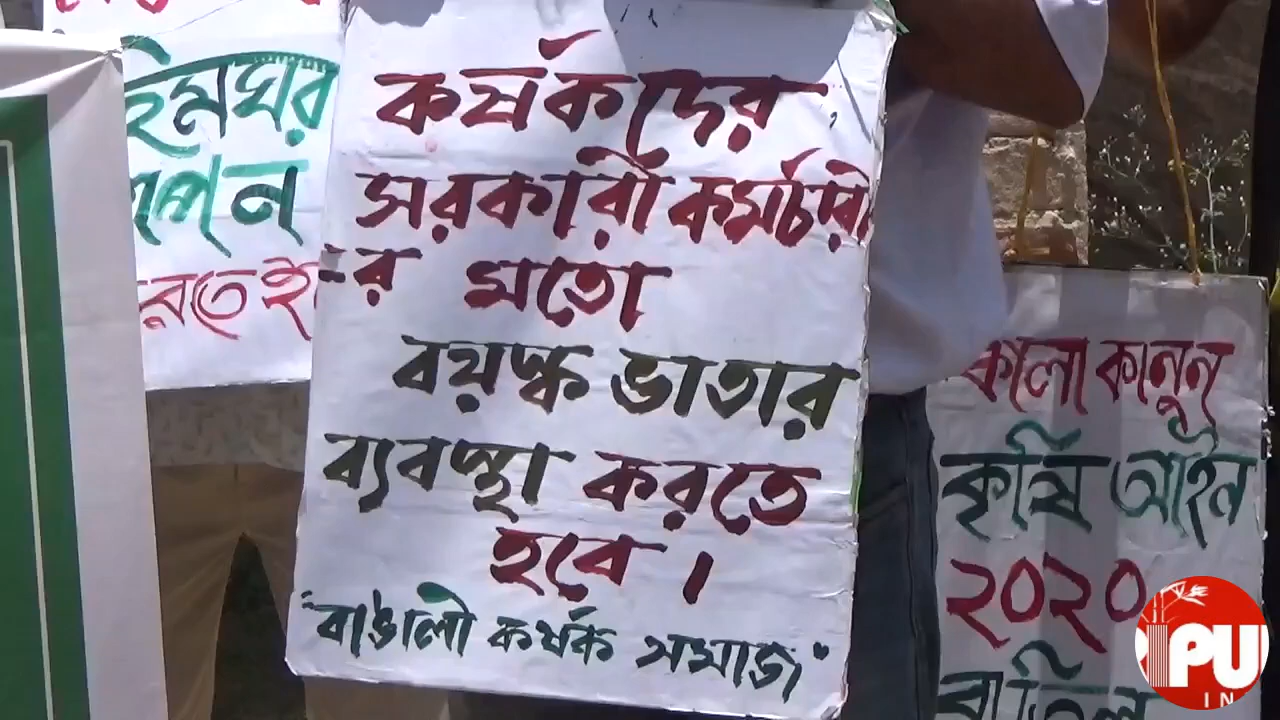 হিমঘর
করতে
কর্ষকদের
সরকারী কর্মচারী
-র মতো
বয়স্ক ভাতার
ব্যবস্থা করতে
হবে।
"বাঙালী কর্ষক সমাজ"
কালো কানুন
কৃষি আইন
২০২০
বাতিল
PU
IN